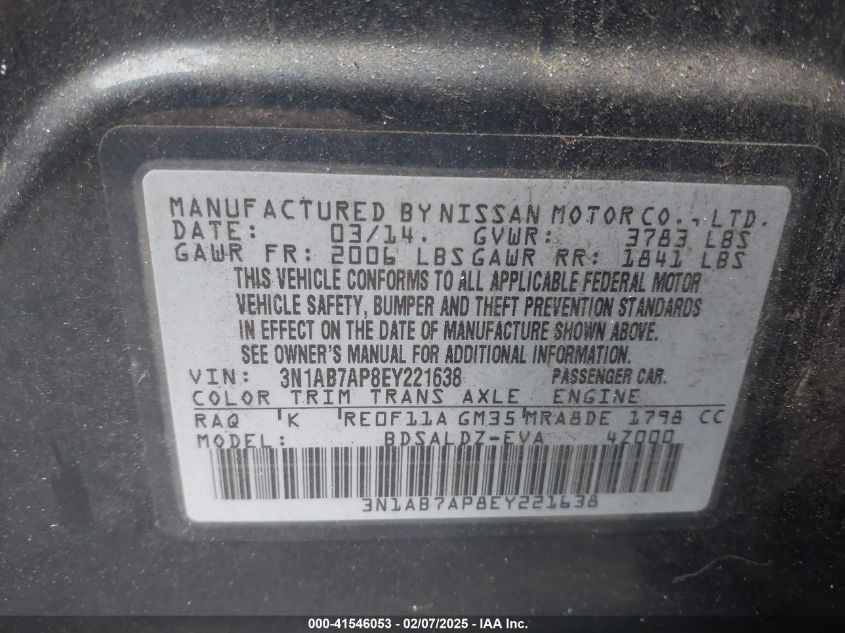 MANUFACTURED BY NISSAN MOTOR CO., LTD.
DATE: 03/14. GVWR: 3783 LBS
GAWR FR: 2006 LBS GAWR RR: 1841 LBS
THIS VEHICLE CONFORMS TO ALL APPLICABLE FEDERAL MOTOR
VEHICLE SAFETY, BUMPER AND THEFT PREVENTION STANDARDS
IN EFFECT ON THE DATE OF MANUFACTURE SHOWN ABOVE.
SEE OWNER'S MANUAL FOR ADDITIONAL INFORMATION.
VIN: 3N1AB7AP8EY221638 PASSENGER CAR.
COLOR TRIM TRANS AXLE ENGINE
RAQ K RE0F11A GM35 MRA8DE 1798 CC
MODEL: BDSALDZ-EVA 4Z000
3N1AB7AP8EY221638
000-41546053 — 02/07/2025 — IAA Inc.